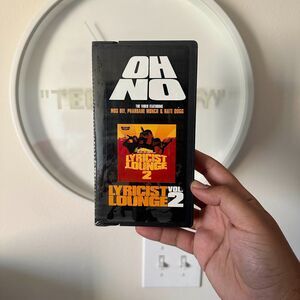 OH
NO
THE VIDEO FEATURING
MOS DEF, PHAROAHE MONCH & NATE DOGG
LYRICIST
LOUNGE
2
LYRICIST
LOUNGE
VOL.
2